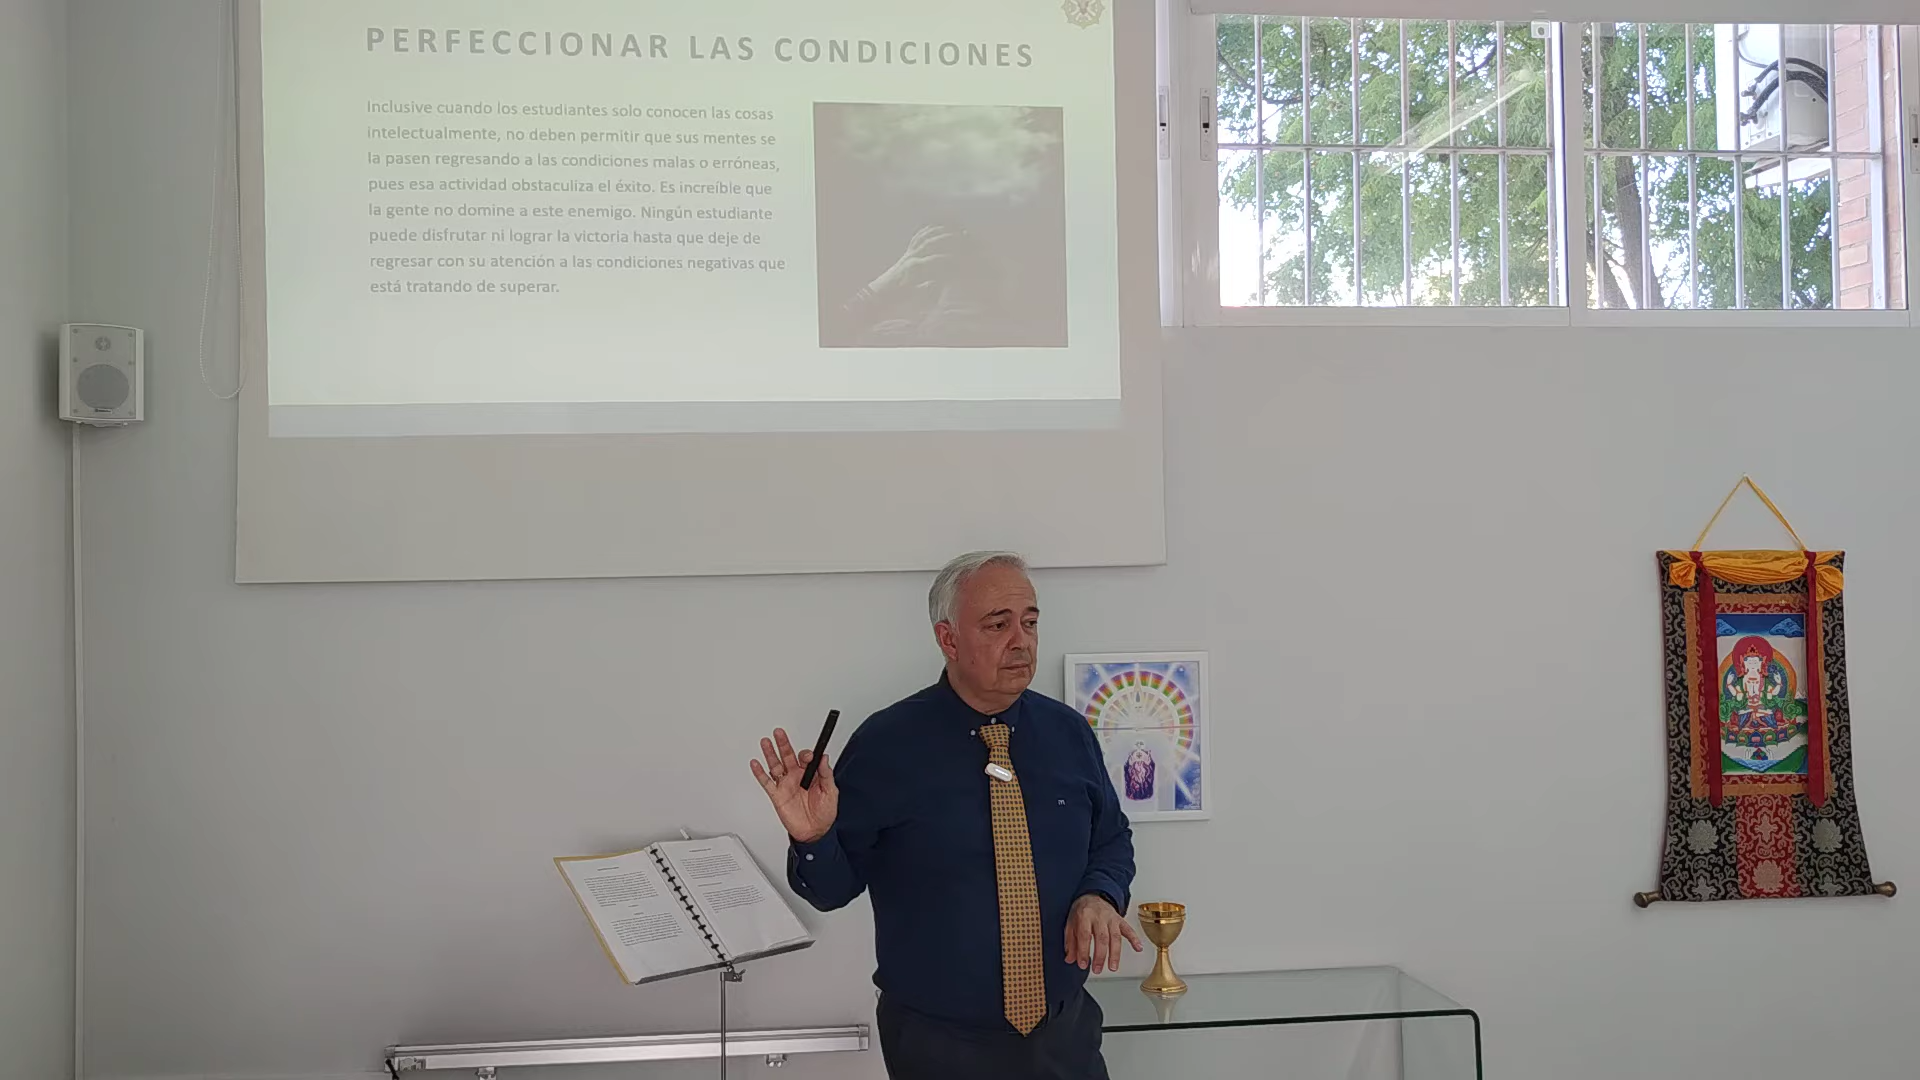 PERFECCIONAR LAS CONDICIONES
Inclusive cuando los estudiantes solo conocen las cosas
intelectualmente, no deben permitir que sus mentes se
la pasen regresando a las condiciones malas o erróneas,
pues esa actividad obstaculiza el éxito. Es increíble que
la gente no domine a este enemigo. Ningún estudiante
puede disfrutar ni lograr la victoria hasta que deje de
regresar con su atención a las condiciones negativas que
está tratando de superar.